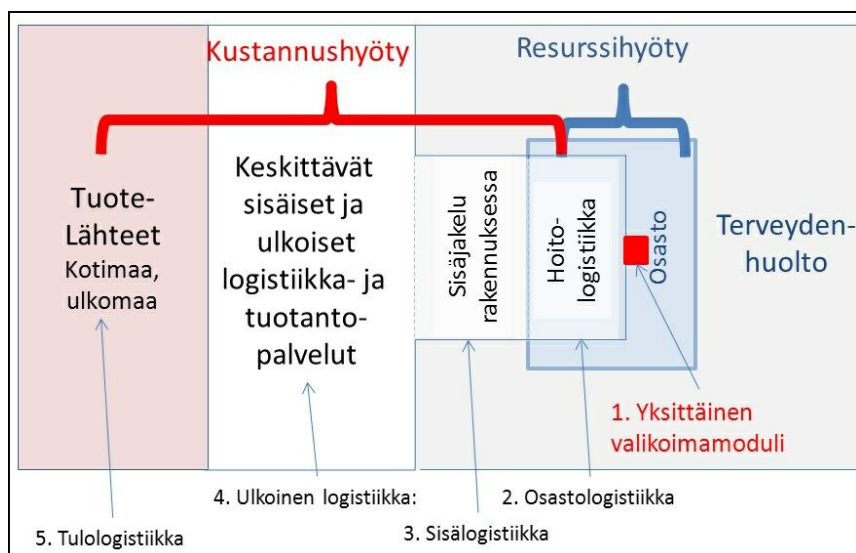 Kustannushyöty
Resurssihyöty
Tuote-
Lähteet
Kotimaa,
ulkomaa
Keskittävät
sisäiset ja
ulkoiset
logistiikka- ja
tuotanto-
palvelut
Sisäjakelu
rakennuksessa
Hoito-
logistiikka
Osasto
Terveyden-
huolto
1. Yksittäinen
valikoimamoduli
4. Ulkoinen logistiikka:
2. Osastologistiikka
5. Tulologistiikka
3. Sisälogistiikka